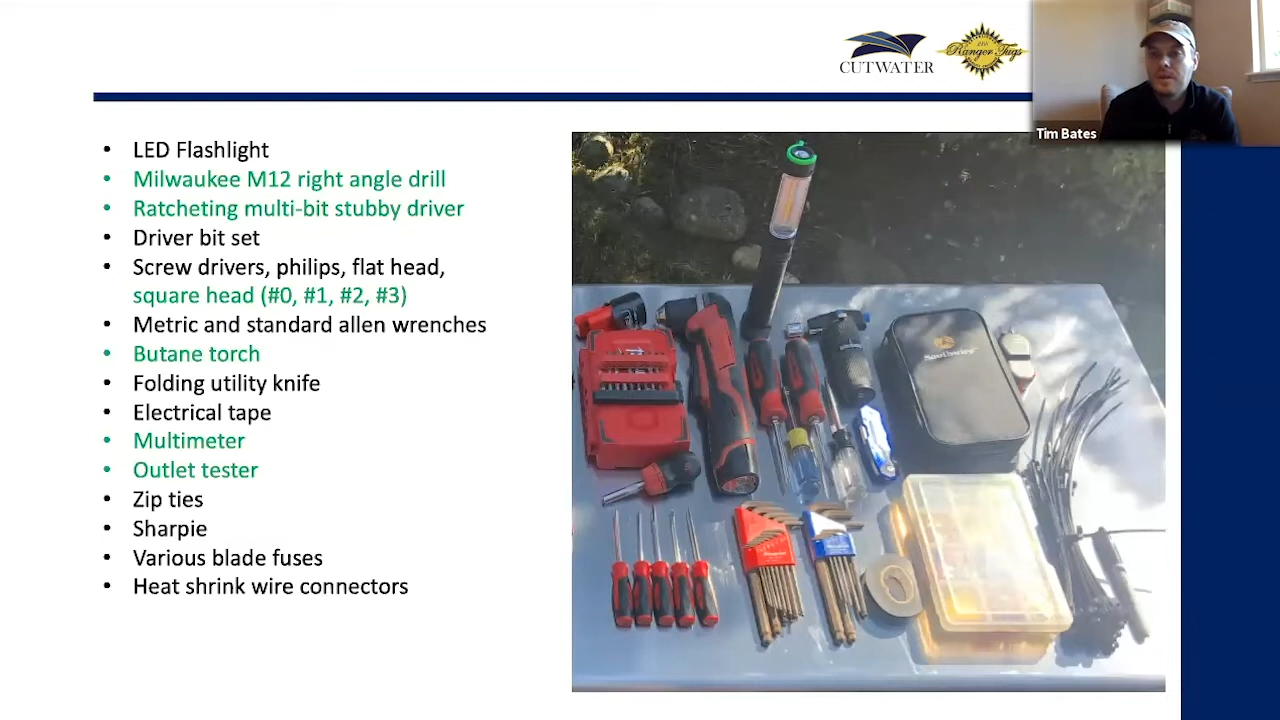 CUTWATER
Ranger Tugs
Tim Bates
• LED Flashlight
• Milwaukee M12 right angle drill
• Ratcheting multi-bit stubby driver
• Driver bit set
• Screw drivers, philips, flat head,
square head (#0, #1, #2, #3)
• Metric and standard allen wrenches
• Butane torch
• Folding utility knife
• Electrical tape
• Multimeter
• Outlet tester
• Zip ties
• Sharpie
• Various blade fuses
• Heat shrink wire connectors
Southwire